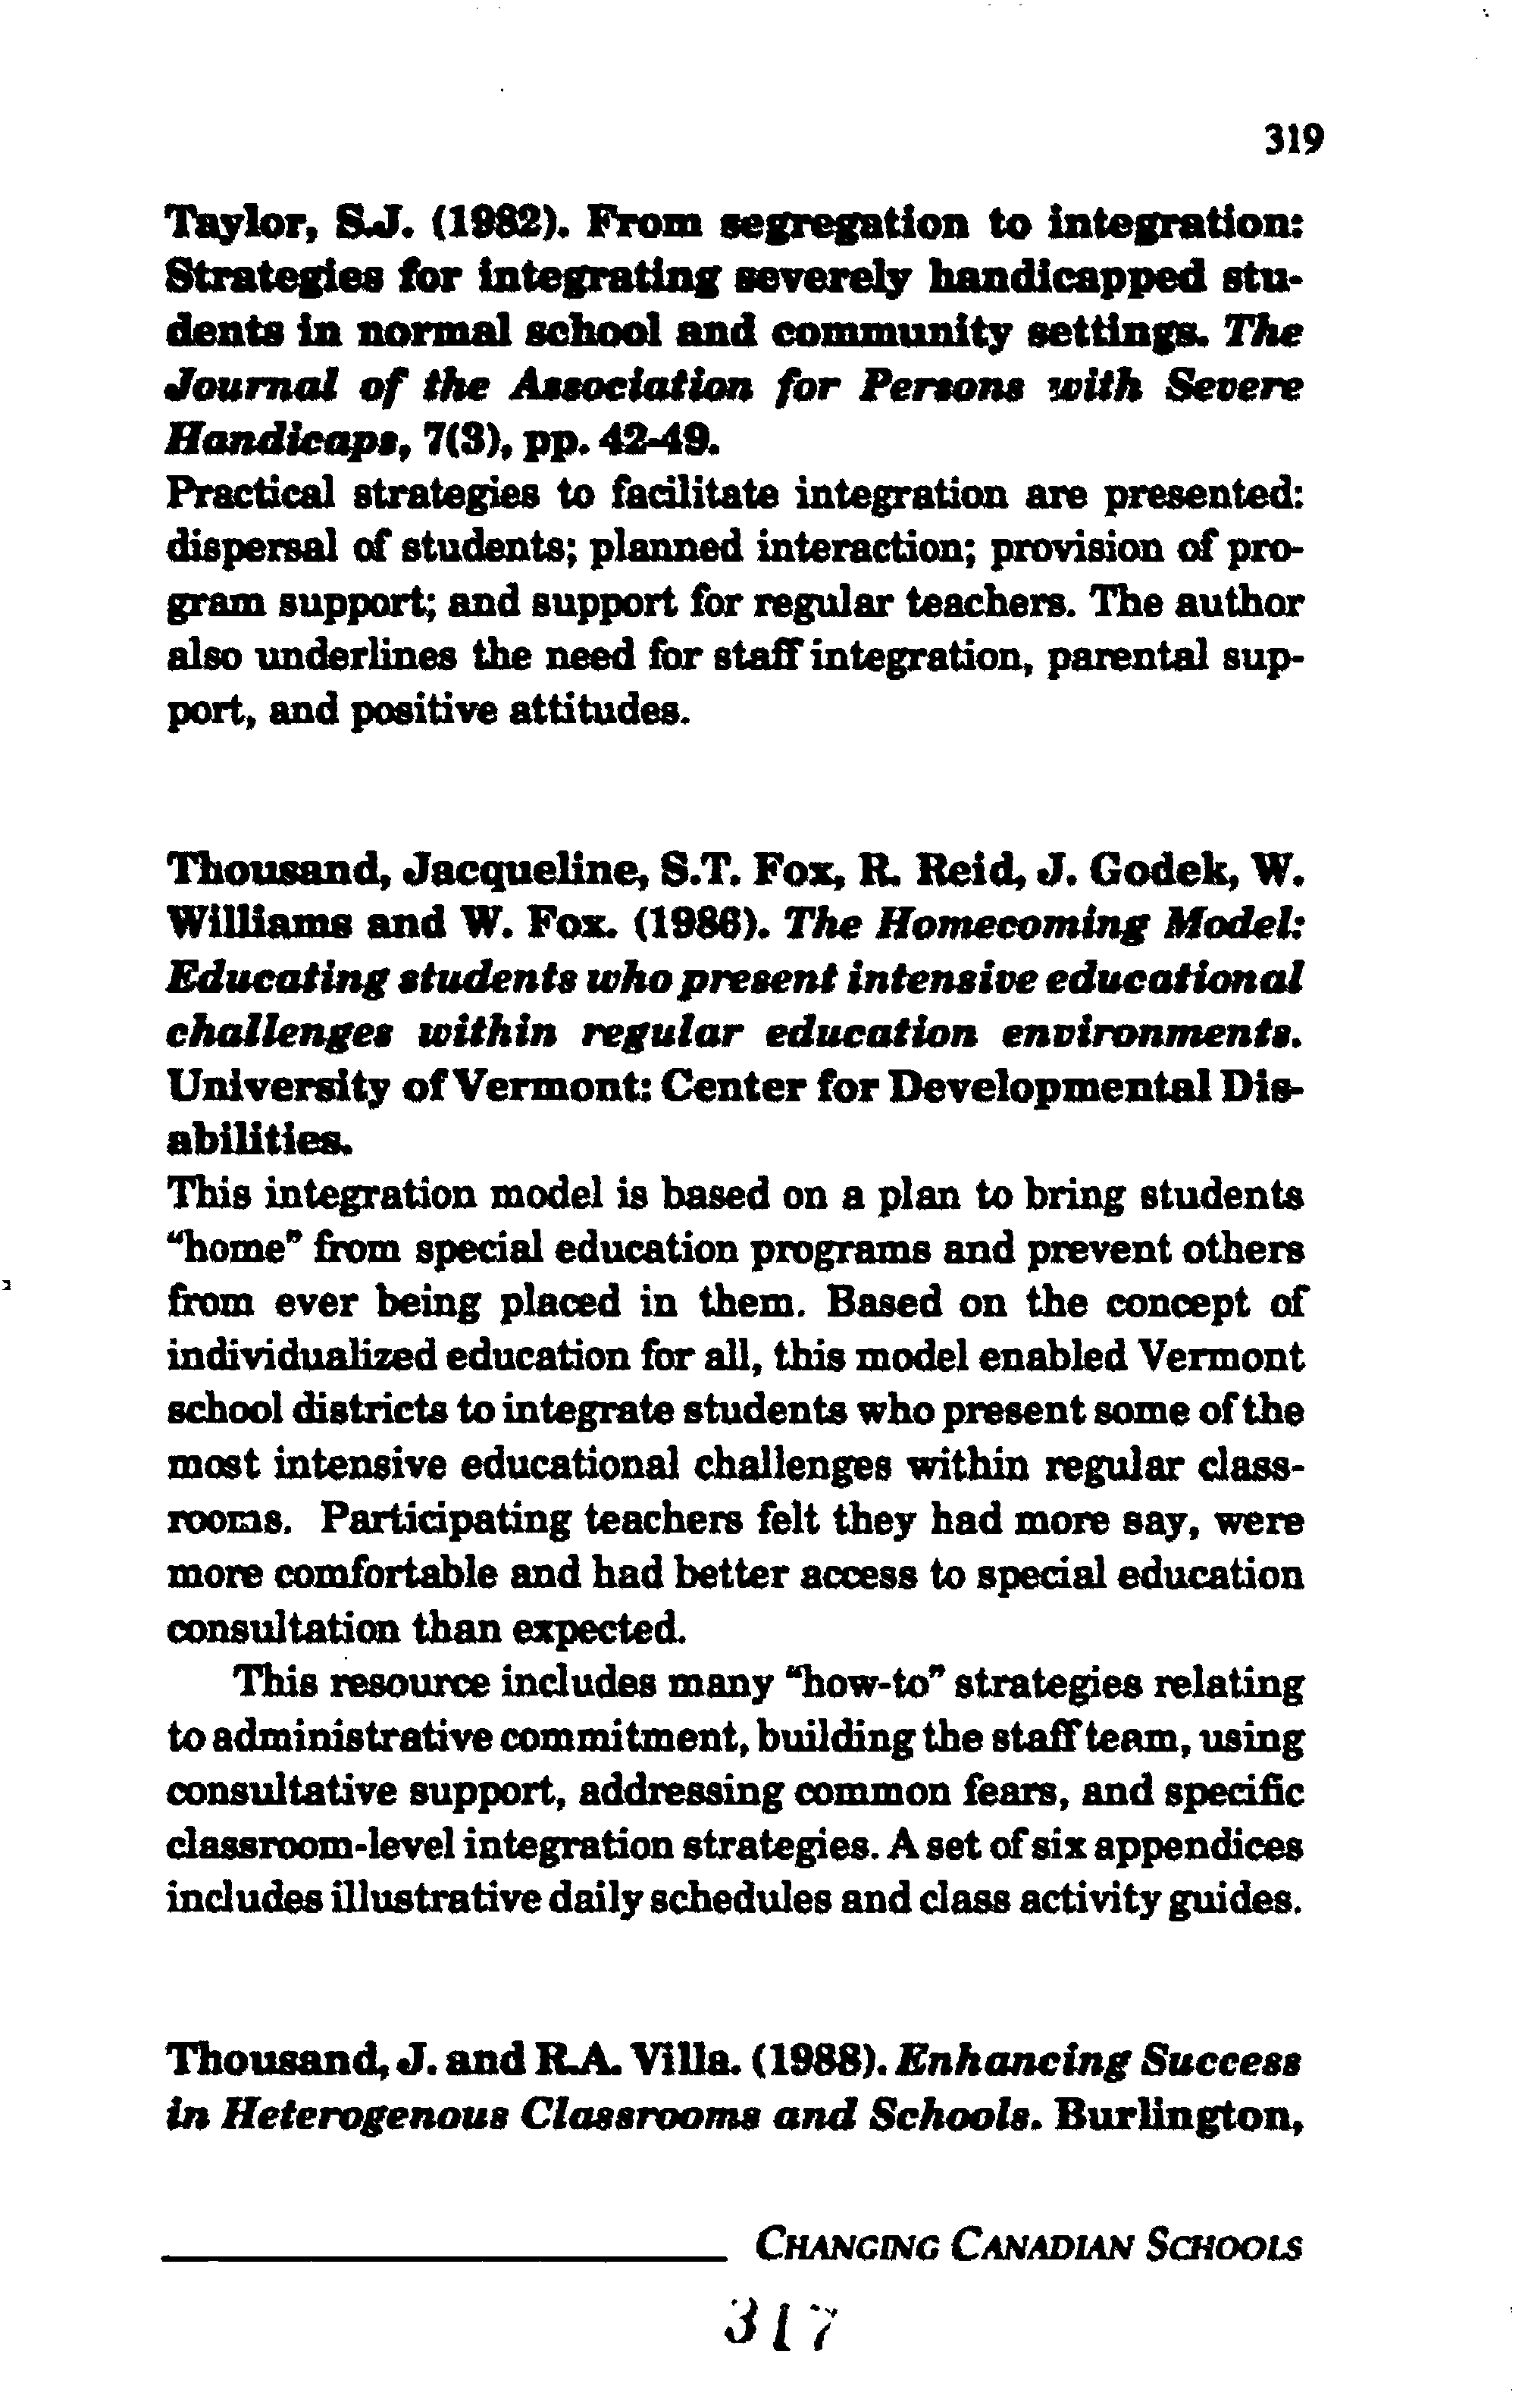 319
Taylor, S.J. (1982). From segregation to integration:
Strategies for integrating severely handicapped stu-
dents in normal school and community settings. The
Journal of the Association for Persons with Severe
Handicaps, 7(3), pp. 42-49.
Practical strategies to facilitate integration are presented:
dispersal of students; planned interaction; provision of pro-
gram support; and support for regular teachers. The author
also underlines the need for staff integration, parental sup-
port, and positive attitudes.
Thousand, Jacqueline, S.T. Fox, R. Reid, J. Godek, W.
Williams and W. Fox. (1986). The Homecoming Model:
Educating students who present intensive educational
challenges within regular education environments.
University of Vermont: Center for Developmental Dis-
abilities.
This integration model is based on a plan to bring students
"home" from special education programs and prevent others
from ever being placed in them. Based on the concept of
individualized education for all, this model enabled Vermont
school districts to integrate students who present some of the
most intensive educational challenges within regular class-
rooms. Participating teachers felt they had more say, were
more comfortable and had better access to special education
consultation than expected.
This resource includes many "how-to" strategies relating
to administrative commitment, building the staff team, using
consultative support, addressing common fears, and specific
classroom-level integration strategies. A set of six appendices
includes illustrative daily schedules and class activity guides.
Thousand, J. and R.A. Villa. (1988). Enhancing Success
in Heterogenous Classrooms and Schools. Burlington,
CHANGING CANADIAN SCHOOLS
317